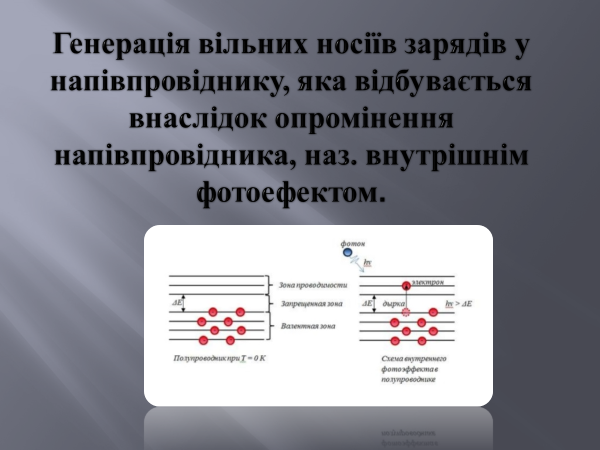 Генерація вільних носіїв зарядів у
напівпровіднику, яка відбувається
внаслідок опромінення
напівпровідника, наз. внутрішнім
фотоефектом.
фотон
hν
Зона проводимости
ΔE
Запрещенная зона
Валентная зона
Полупроводник при T = 0 К
электрон
ΔE
дырка
hν > ΔE
Схема внутреннего
фотоэффекта в
полупроводнике